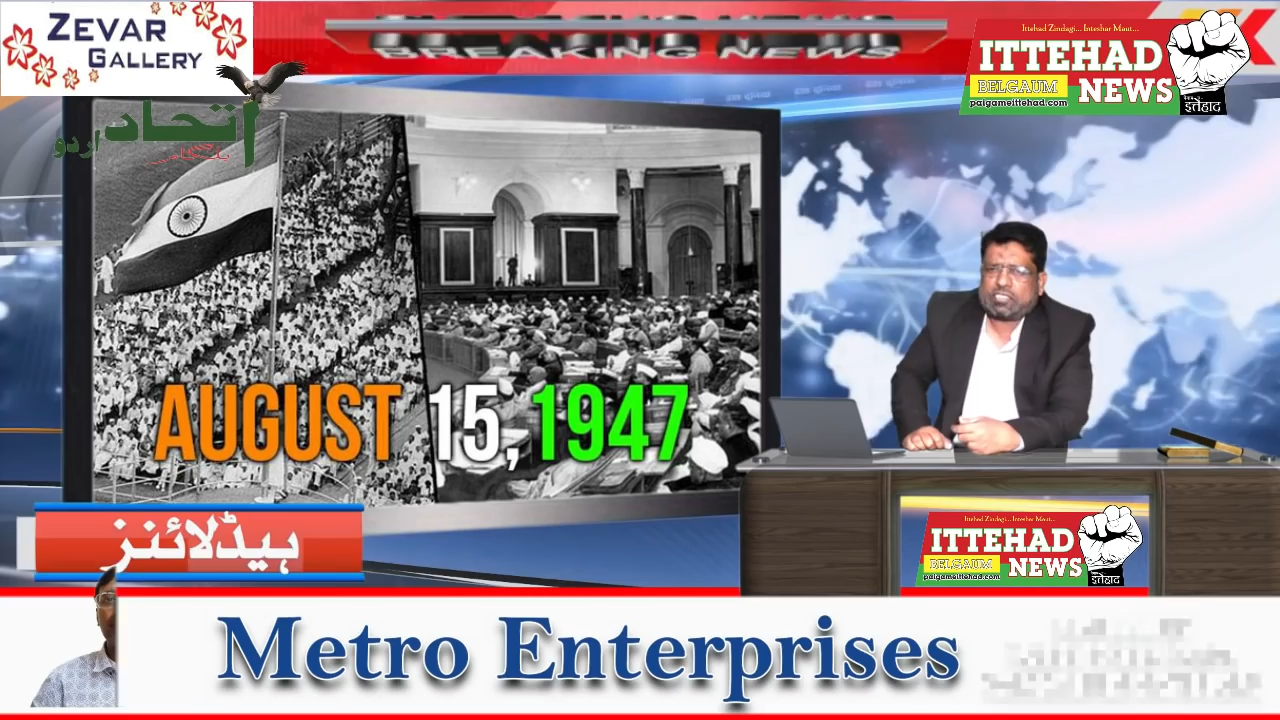 ZEVAR
GALLERY
BREAKING NEWS
Ittehad Zindagi... Inteshar Maut...
ITTEHAD
BELGAUM NEWS
paigameittehad.com
इत्तेहाद
اتحاد
اردو
AUGUST 15, 1947
ہیڈلائنز
Ittehad Zindagi... Inteshar Maut...
ITTEHAD
BELGAUM NEWS
paigameittehad.com
इत्तेहाद
Metro Enterprises